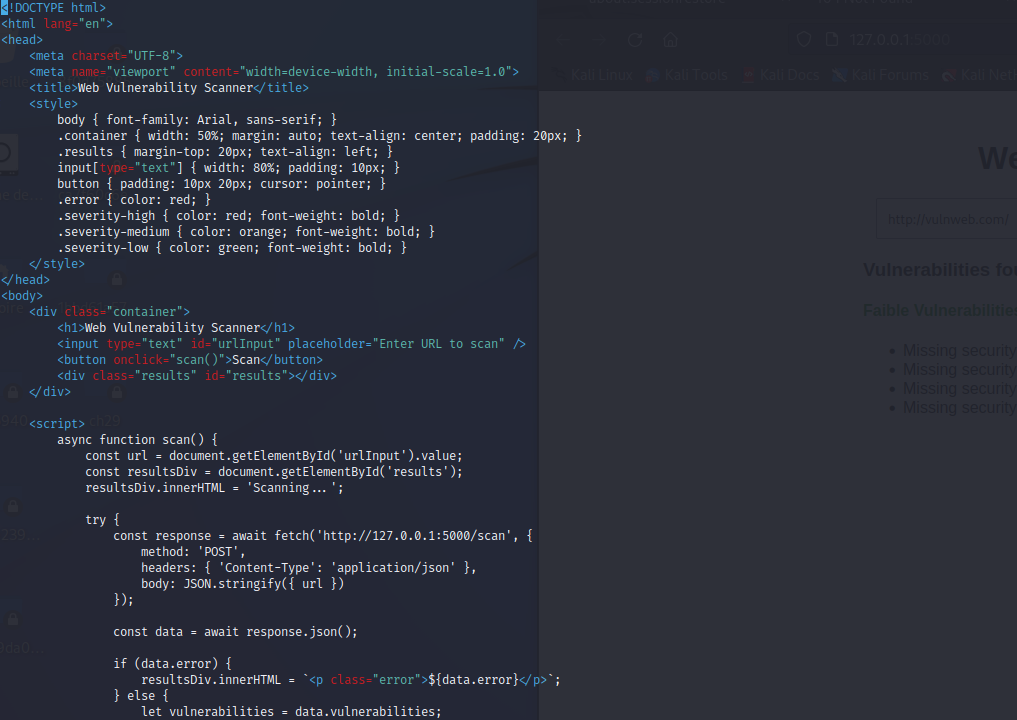 <!DOCTYPE html>
<html lang="en">
<head>
    <meta charset="UTF-8">
    <meta name="viewport" content="width=device-width, initial-scale=1.0">
    <title>Web Vulnerability Scanner</title>
    <style>
        body { font-family: Arial, sans-serif; }
        .container { width: 50%; margin: auto; text-align: center; padding: 20px; }
        .results { margin-top: 20px; text-align: left; }
        input[type="text"] { width: 80%; padding: 10px; }
        button { padding: 10px 20px; cursor: pointer; }
        .error { color: red; }
        .severity-high { color: red; font-weight: bold; }
        .severity-medium { color: orange; font-weight: bold; }
        .severity-low { color: green; font-weight: bold; }
    </style>
</head>
<body>
    <div class="container">
        <h1>Web Vulnerability Scanner</h1>
        <input type="text" id="urlInput" placeholder="Enter URL to scan" />
        <button onclick="scan()">Scan</button>
        <div class="results" id="results"></div>
    </div>

    <script>
        async function scan() {
            const url = document.getElementById('urlInput').value;
            const resultsDiv = document.getElementById('results');
            resultsDiv.innerHTML = 'Scanning...';

            try {
                const response = await fetch('http://127.0.0.1:5000/scan', {
                    method: 'POST',
                    headers: { 'Content-Type': 'application/json' },
                    body: JSON.stringify({ url })
                });

                const data = await response.json();

                if (data.error) {
                    resultsDiv.innerHTML = `<p class="error">${data.error}</p>`;
                } else {
                    let vulnerabilities = data.vulnerabilities;
127.0.0.1:5000
Kali Linux Kali Tools Kali Docs Kali Forums Kali
http://vulnweb.com/
Vulnerabilities
Faible Vulnerabilities
Missing security
Missing security
Missing security
Missing security